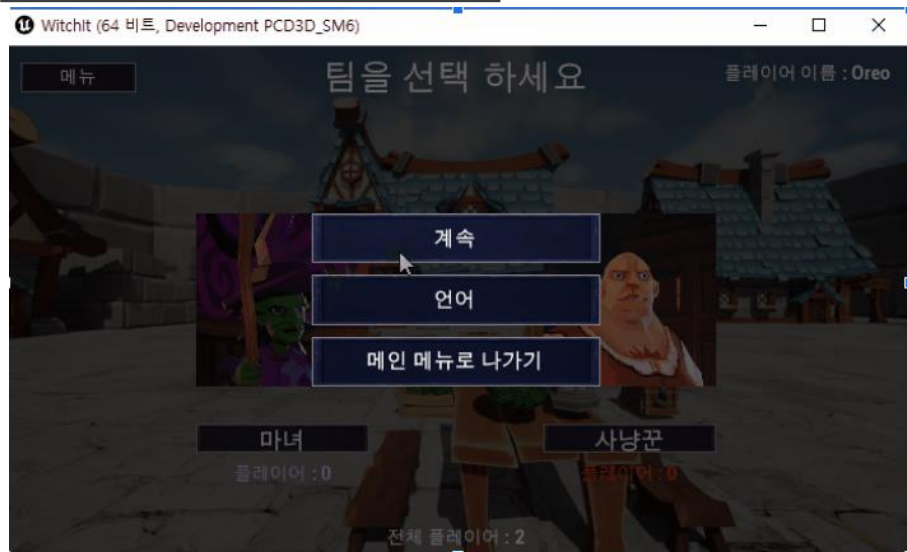 WitchIt (64 비트, Development PCD3D_SM6)
메뉴
팀을 선택 하세요
플레이어 이름 : Oreo
계속
언어
메인 메뉴로 나가기
마녀
사냥꾼
플레이어 : 0
플레이어 : 0
전체 플레이어 : 2